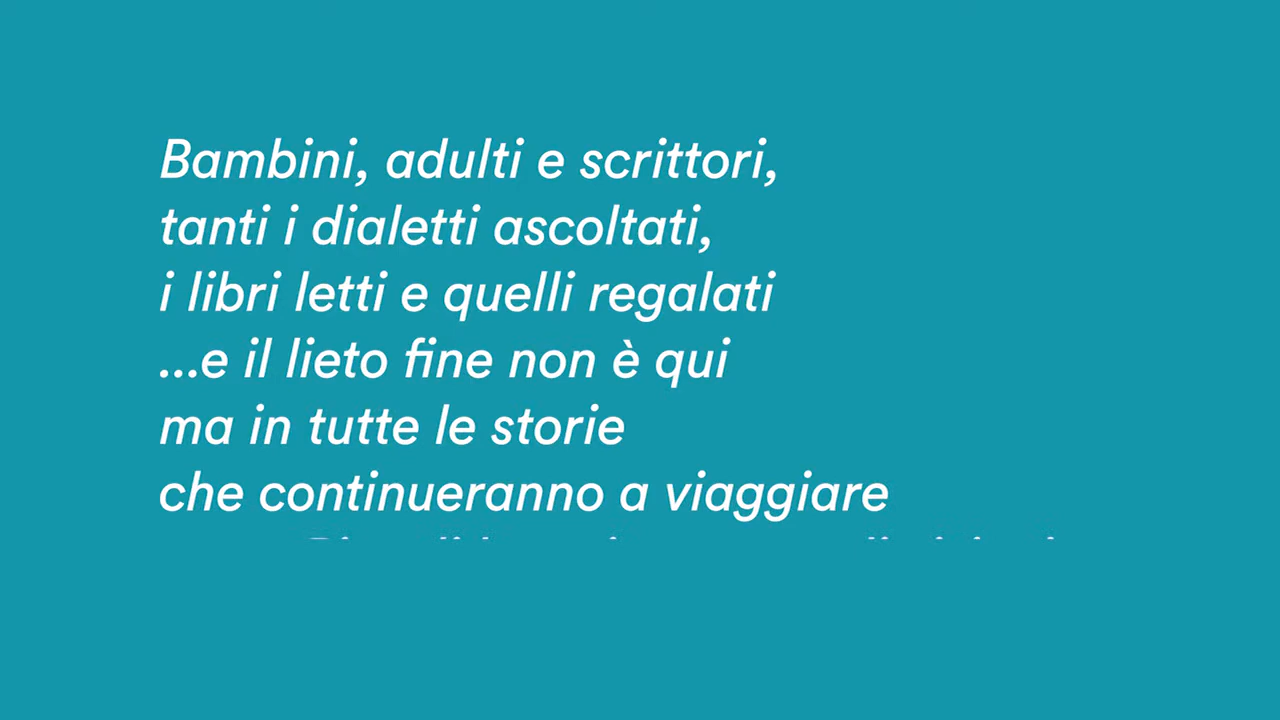 Bambini, adulti e scrittori,
tanti i dialetti ascoltati,
i libri letti e quelli regalati
...e il lieto fine non è qui
ma in tutte le storie
che continueranno a viaggiare